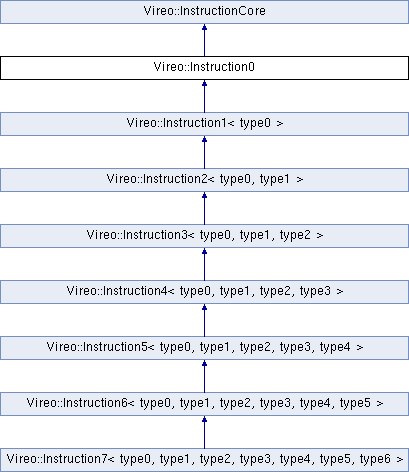 Vireo::InstructionCore
Vireo::Instruction0
Vireo::Instruction1< type0 >
Vireo::Instruction2< type0, type1 >
Vireo::Instruction3< type0, type1, type2 >
Vireo::Instruction4< type0, type1, type2, type3 >
Vireo::Instruction5< type0, type1, type2, type3, type4 >
Vireo::Instruction6< type0, type1, type2, type3, type4, type5 >
Vireo::Instruction7< type0, type1, type2, type3, type4, type5, type6 >